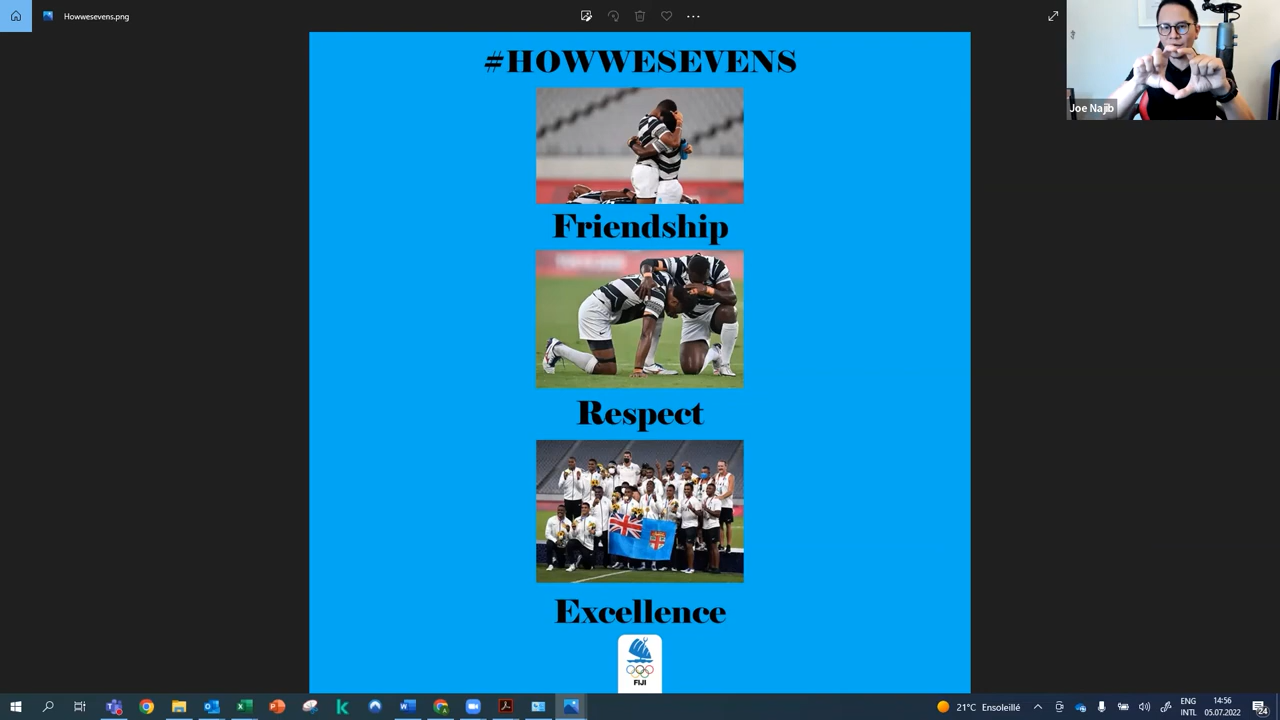 Howwesevens.png
#HOWWESEVENS
Joe Najib
Friendship
Respect
Excellence
FIJI
21°C Ensoleillé
ENG
INTL
14:56
05.07.2022